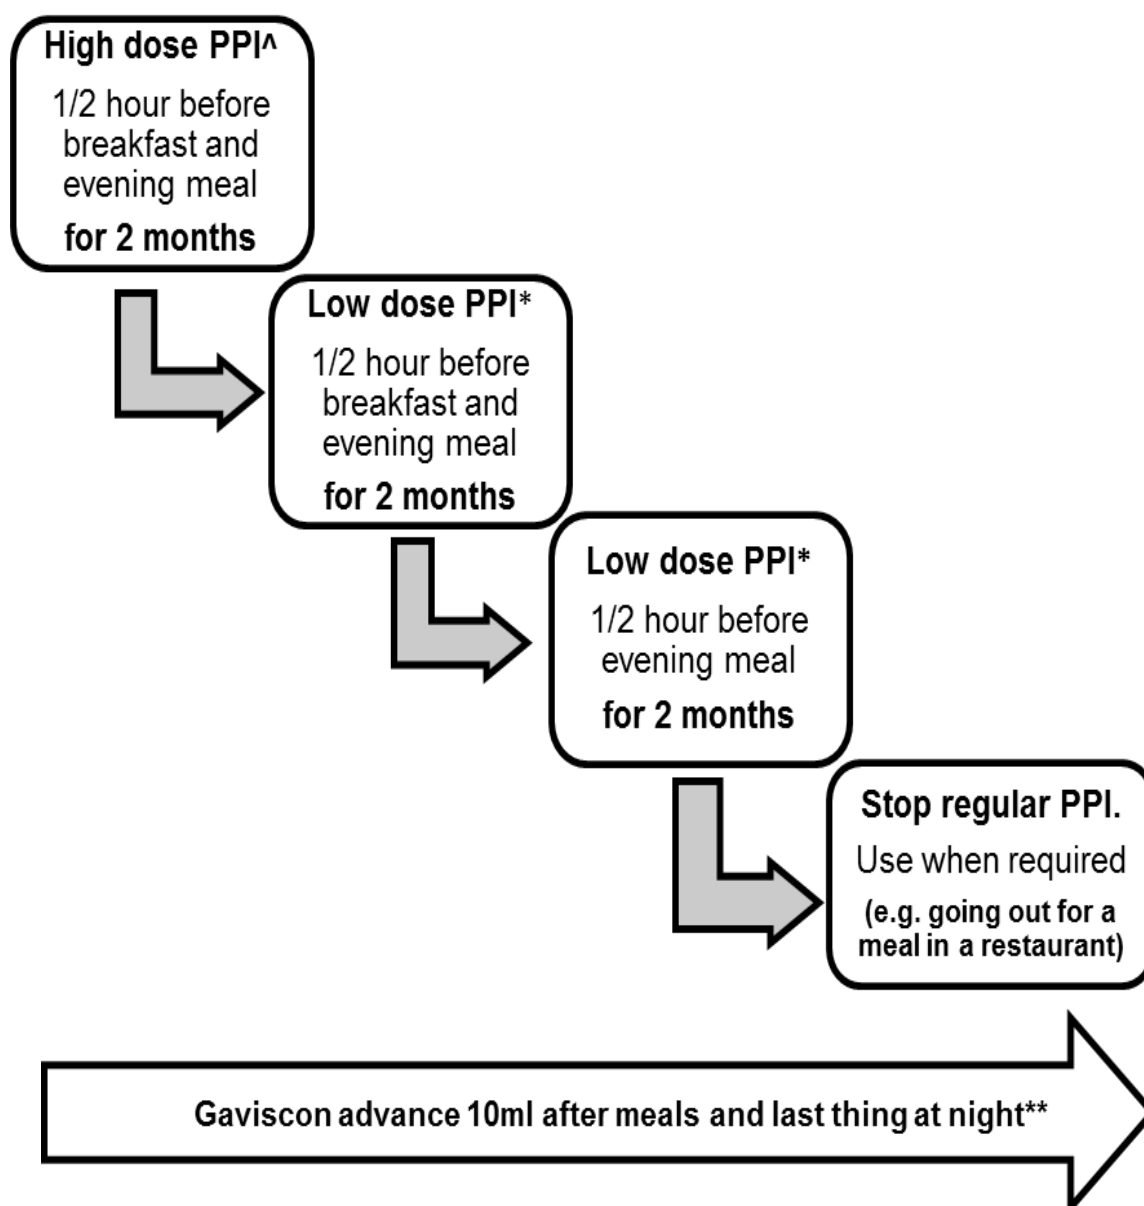 High dose PPI^
1/2 hour before
breakfast and
evening meal
for 2 months
Low dose PPI*
1/2 hour before
breakfast and
evening meal
for 2 months
Low dose PPI*
1/2 hour before
evening meal
for 2 months
Stop regular PPI.
Use when required
(e.g. going out for a
meal in a restaurant)
Gaviscon advance 10ml after meals and last thing at night**